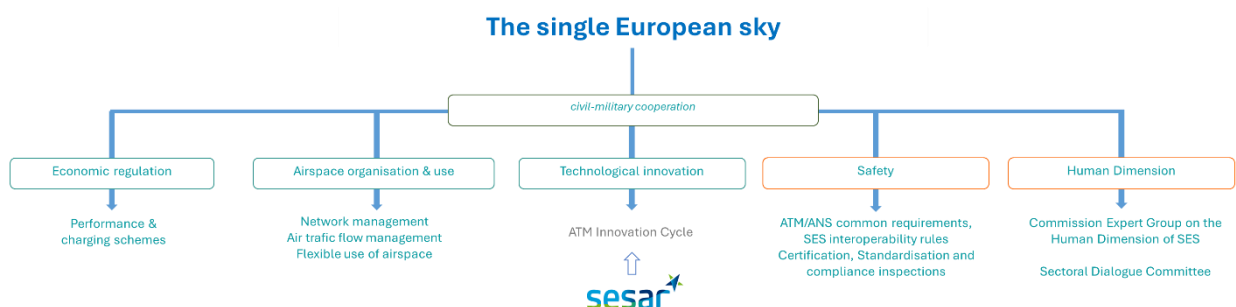 The single European sky
civil-military cooperation
Economic regulation
Airspace organisation & use
Technological innovation
Safety
Human Dimension
Performance &
charging schemes
Network management
Air trafic flow management
Flexible use of airspace
ATM Innovation Cycle
ATM/ANS common requirements,
SES interoperability rules
Certification, Standardisation and
compliance inspections
Commission Expert Group on the
Human Dimension of SES
Sectoral Dialogue Committee
sesar